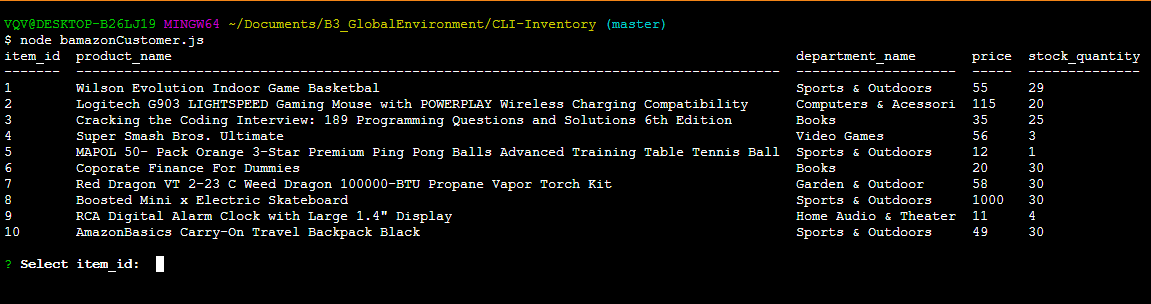 VQV@DESKTOP-B26LJ19 MINGW64 ~/Documents/B3_GlobalEnvironment/CLI-Inventory (master)
$ node bamazonCustomer.js
item_id  product_name                                                                              department_name       price  stock_quantity
-------  ----------------------------------------------------------------------------------------  --------------------  -----  --------------
1        Wilson Evolution Indoor Game Basketbal                                                    Sports & Outdoors     55     29
2        Logitech G903 LIGHTSPEED Gaming Mouse with POWERPLAY Wireless Charging Compatibility      Computers & Acessori  115    20
3        Cracking the Coding Interview: 189 Programming Questions and Solutions 6th Edition        Books                 35     25
4        Super Smash Bros. Ultimate                                                                Video Games           56     3
5        MAPOL 50- Pack Orange 3-Star Premium Ping Pong Balls Advanced Training Table Tennis Ball  Sports & Outdoors     12     1
6        Coporate Finance For Dummies                                                              Books                 20     30
7        Red Dragon VT 2-23 C Weed Dragon 100000-BTU Propane Vapor Torch Kit                       Garden & Outdoor      58     30
8        Boosted Mini x Electric Skateboard                                                        Sports & Outdoors     1000   30
9        RCA Digital Alarm Clock with Large 1.4" Display                                           Home Audio & Theater  11     4
10       AmazonBasics Carry-On Travel Backpack Black                                               Sports & Outdoors     49     30
? Select item_id: